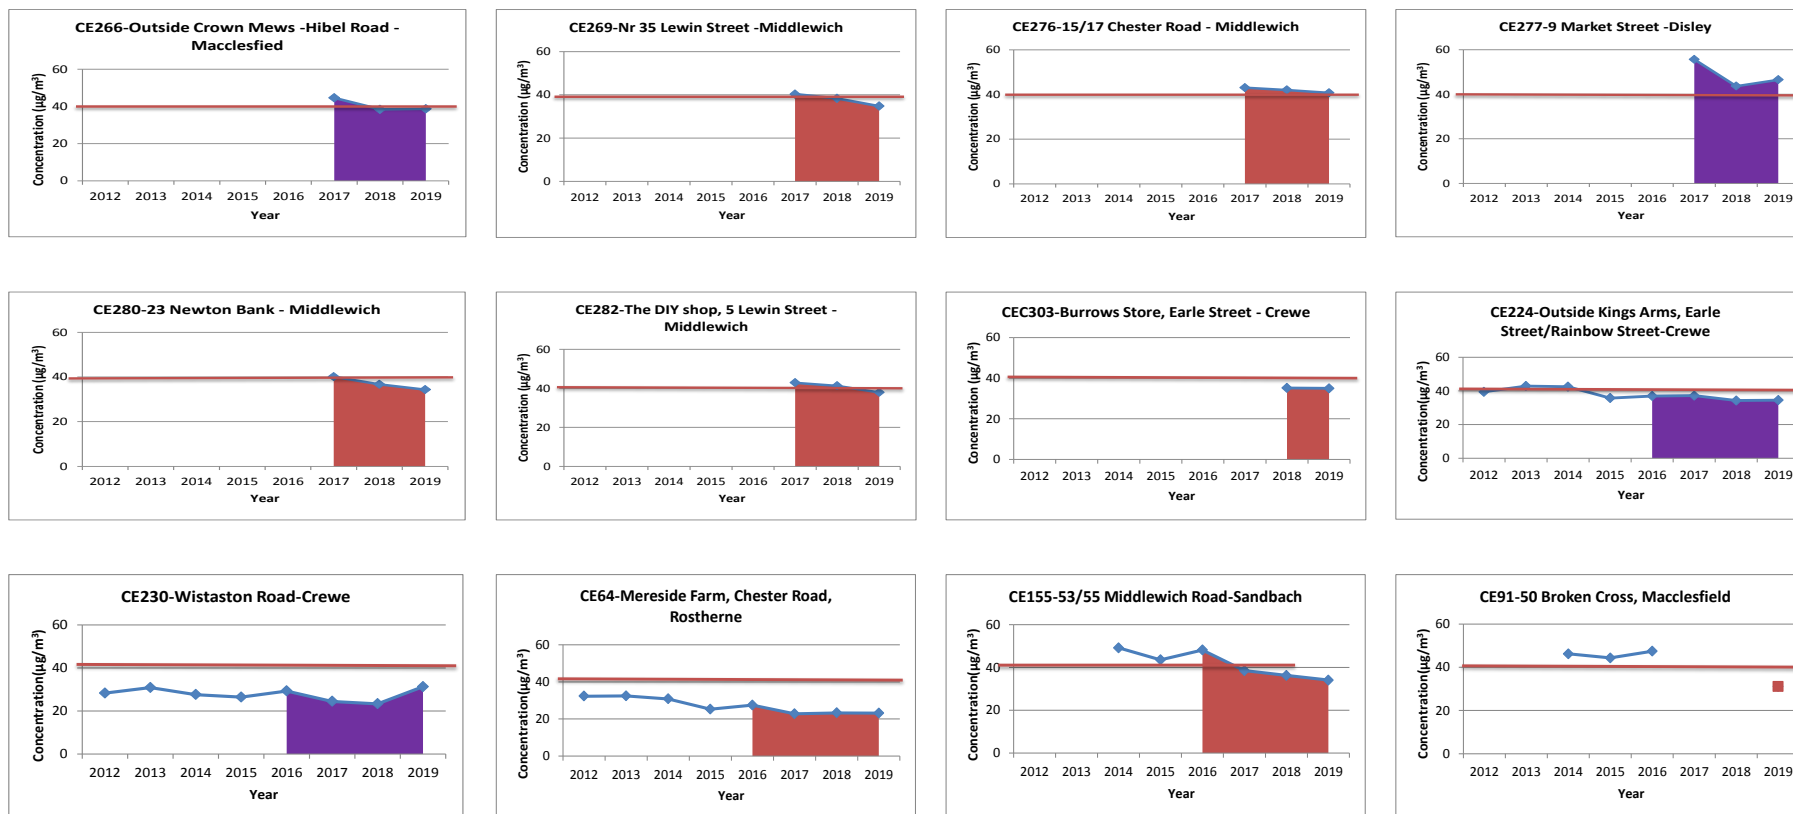 CE266-Outside Crown Mews -Hibel Road -
Macclesfied
Concentration (µg/m³)
60
40
20
0
2012 2013 2014 2015 2016 2017 2018 2019
Year
CE269-Nr 35 Lewin Street -Middlewich
Concentration (µg/m³)
60
40
20
0
2012 2013 2014 2015 2016 2017 2018 2019
Year
CE276-15/17 Chester Road - Middlewich
Concentration (µg/m³)
60
40
20
0
2012 2013 2014 2015 2016 2017 2018 2019
Year
CE277-9 Market Street -Disley
Concentration (µg/m³)
60
40
20
0
2012 2013 2014 2015 2016 2017 2018 2019
Year
CE280-23 Newton Bank - Middlewich
Concentration (µg/m³)
60
40
20
0
2012 2013 2014 2015 2016 2017 2018 2019
Year
CE282-The DIY shop, 5 Lewin Street -
Middlewich
Concentration (µg/m³)
60
40
20
0
2012 2013 2014 2015 2016 2017 2018 2019
Year
CEC303-Burrows Store, Earle Street - Crewe
Concentration (µg/m³)
60
40
20
0
2012 2013 2014 2015 2016 2017 2018 2019
Year
CE224-Outside Kings Arms, Earle
Street/Rainbow Street-Crewe
Concentration(µg/m³)
60
40
20
0
2012 2013 2014 2015 2016 2017 2018 2019
Year
CE230-Wistaston Road-Crewe
Concentration(µg/m³)
60
40
20
0
2012 2013 2014 2015 2016 2017 2018 2019
Year
CE64-Mereside Farm, Chester Road,
Rostherne
Concentration(µg/m³)
60
40
20
0
2012 2013 2014 2015 2016 2017 2018 2019
Year
CE155-53/55 Middlewich Road-Sandbach
Concentration(µg/m³)
60
40
20
0
2012 2013 2014 2015 2016 2017 2018 2019
Year
CE91-50 Broken Cross, Macclesfield
Concentration(µg/m³)
60
40
20
0
2012 2013 2014 2015 2016 2017 2018 2019
Year